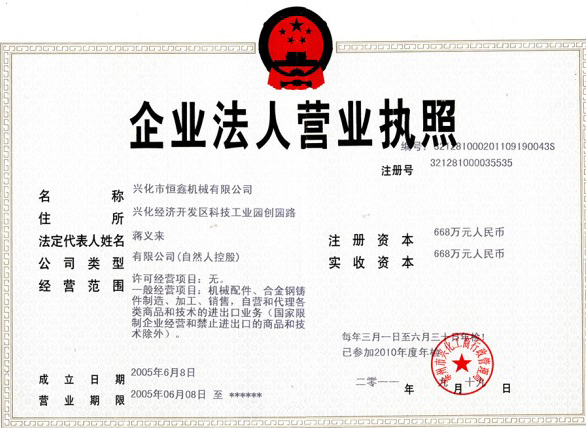 企业法人营业执照
编号:321281000201109190043S
注册号 321281000035535
名称 兴化市恒鑫机械有限公司
住所 兴化经济开发区科技工业园创园路
法定代表人姓名 蒋义来
注册资本 668万元人民币
公司类型 有限公司(自然人控股)
实收资本 668万元人民币
经营范围 许可经营项目:无。
一般经营项目:机械配件、合金钢铸
件制造、加工、销售,自营和代理各
类商品和技术的进出口业务(国家限
制企业经营和禁止进出口的商品和技
术除外)。
每年三月一日至六月三十日年检!
已参加2010年度年检
成立日期 2005年6月8日
二零一一 年 九 月 十九 日
营业期限 2005年06月08日 至 ******